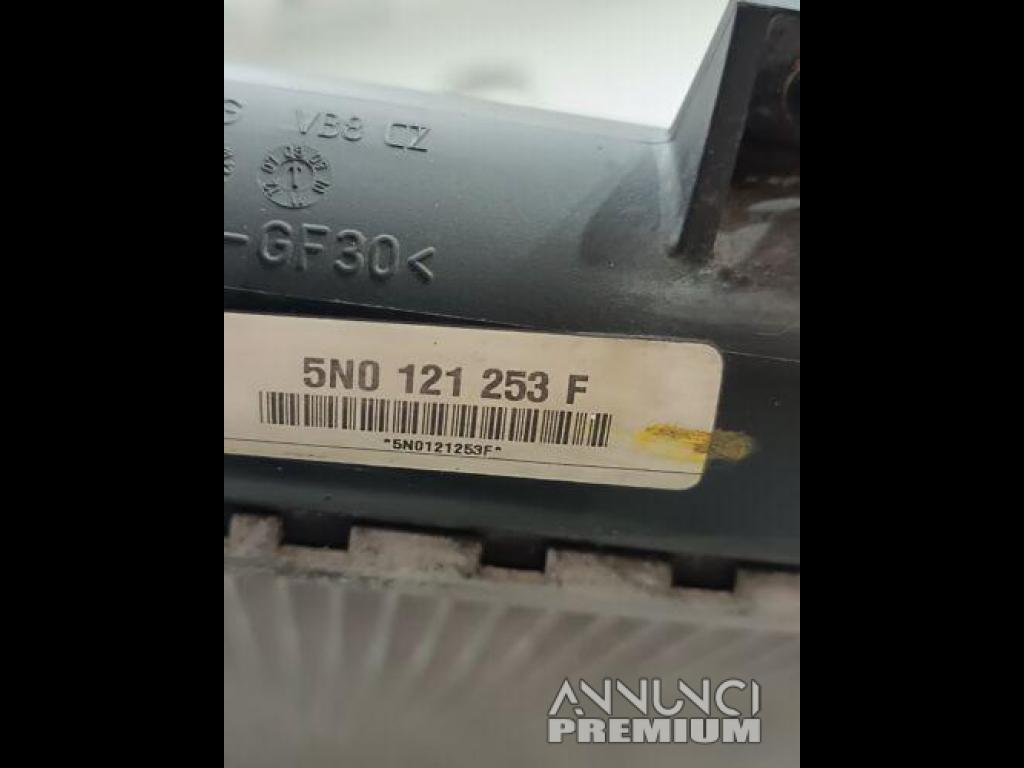 G VB8 CZ
-GF30<
5N0 121 253 F
*5N0121253F*
ANNUNCI
PREMIUM